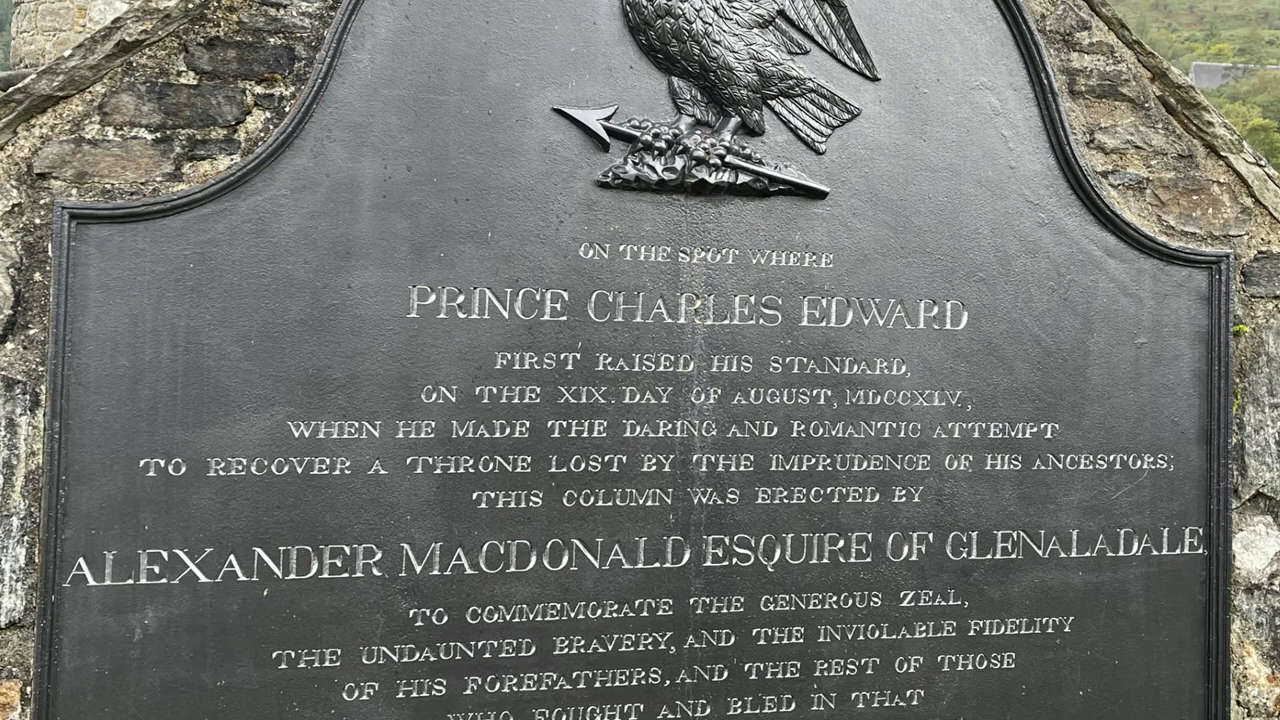 ON THE SPOT WHERE
PRINCE CHARLES EDWARD
FIRST RAISED HIS STANDARD,
ON THE XIX. DAY OF AUGUST, MDCCXLV.,
WHEN HE MADE THE DARING AND ROMANTIC ATTEMPT
TO RECOVER A THRONE LOST BY THE IMPRUDENCE OF HIS ANCESTORS;
THIS COLUMN WAS ERECTED BY
ALEXANDER MACDONALD ESQUIRE OF GLENALADALE,
TO COMMEMORATE THE GENEROUS ZEAL,
THE UNDAUNTED BRAVERY, AND THE INVIOLABLE FIDELITY
OF HIS FOREFATHERS, AND THE REST OF THOSE
WHO FOUGHT AND BLED IN THAT